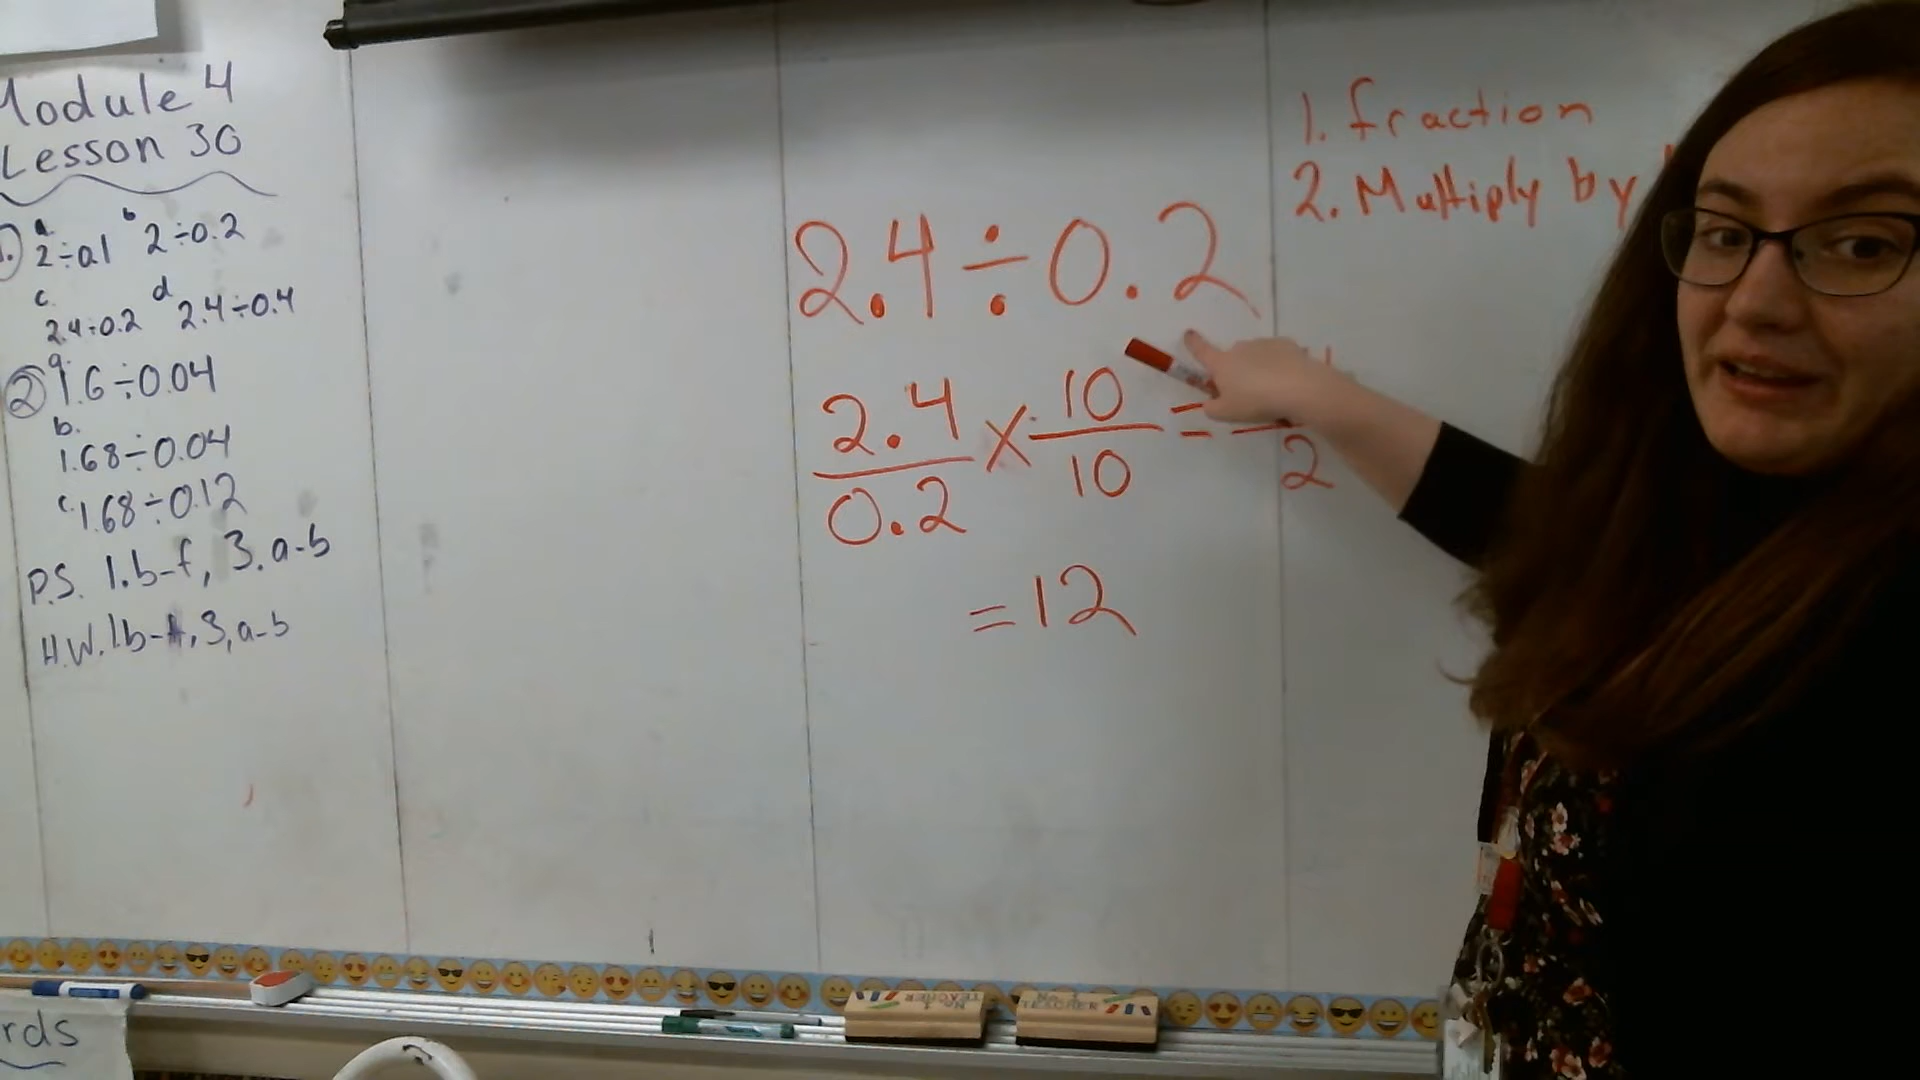 Module 4
Lesson 30
1. a. 2÷0.1 b 2÷0.2
c. 2.4÷0.2 d 2.4÷0.4
2 a. 1.6÷0.04
b. 1.68÷0.04
c. 1.68÷0.12
P.S. 1.b-f, 3.a-b
H.W. 1.b-f, 3,a-b
2.4÷0.2
2.4/0.2 x 10/10 = /2
=12
1. fraction
2. Multiply by
rds